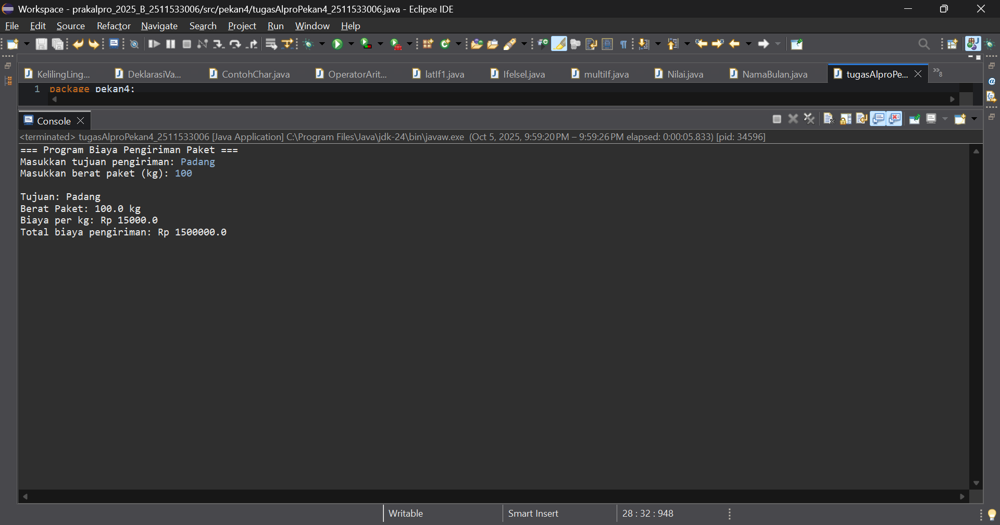 Workspace - prakalpro_2025_B_2511533006/src/pekan4/tugasAlproPekan4_2511533006.java - Eclipse IDE
File Edit Source Refactor Navigate Search Project Run Window Help
KelilingLing... DeklarasiVa... ContohChar.java OperatorArit... latIf1.java Ifelsel.java multiIf.java Nilai.java NamaBulan.java tugasAlproPe... »8
1 package pekan4;
Console
<terminated> tugasAlproPekan4_2511533006 [Java Application] C:\Program Files\Java\jdk-24\bin\javaw.exe (Oct 5, 2025, 9:59:20 PM – 9:59:26 PM elapsed: 0:00:05.833) [pid: 34596]
=== Program Biaya Pengiriman Paket ===
Masukkan tujuan pengiriman: Padang
Masukkan berat paket (kg): 100
Tujuan: Padang
Berat Paket: 100.0 kg
Biaya per kg: Rp 15000.0
Total biaya pengiriman: Rp 1500000.0
Writable Smart Insert 28 : 32 : 948